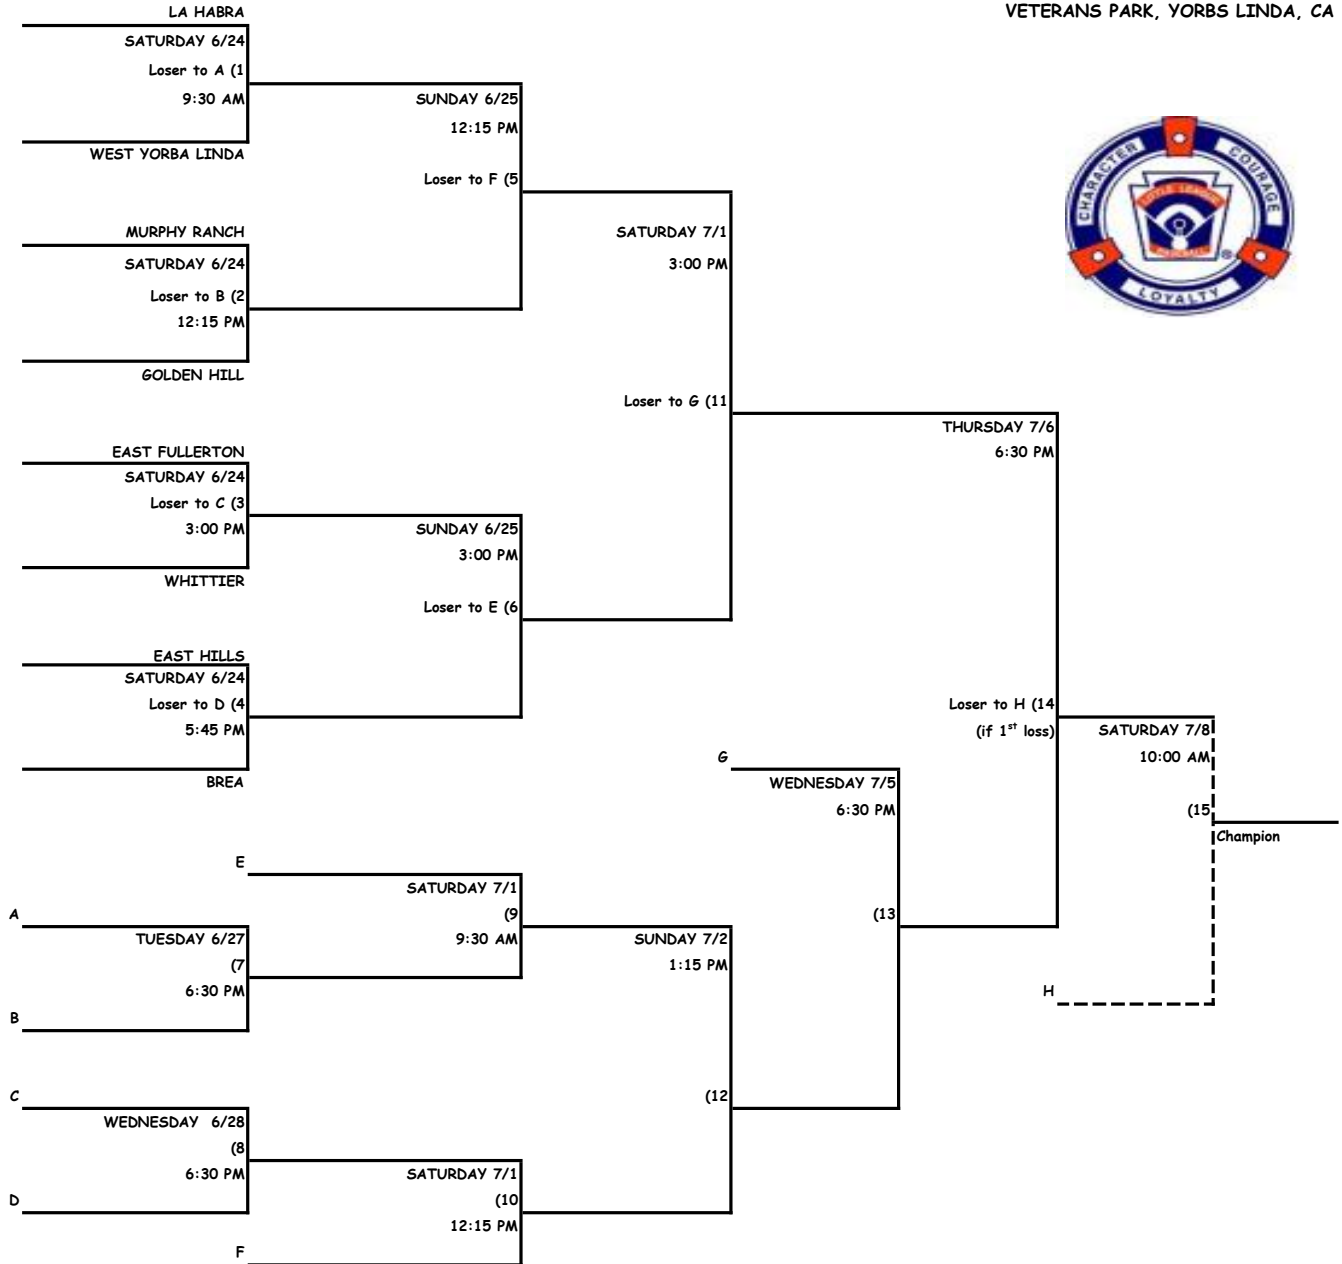 LA HABRA
VETERANS PARK, YORBS LINDA, CA
SATURDAY 6/24
Loser to A (1
9:30 AM
WEST YORBA LINDA
SUNDAY 6/25
12:15 PM
Loser to F (5
MURPHY RANCH
SATURDAY 6/24
Loser to B (2
12:15 PM
GOLDEN HILL
SATURDAY 7/1
3:00 PM
Loser to G (11
CHARACTER
COURAGE
LOYALTY
LITTLE LEAGUE
BASEBALL
®
EAST FULLERTON
SATURDAY 6/24
Loser to C (3
3:00 PM
WHITTIER
SUNDAY 6/25
3:00 PM
Loser to E (6
THURSDAY 7/6
6:30 PM
EAST HILLS
SATURDAY 6/24
Loser to D (4
5:45 PM
BREA
Loser to H (14
(if 1st loss)
SATURDAY 7/8
10:00 AM
(15
Champion
G
WEDNESDAY 7/5
6:30 PM
(13
E
SATURDAY 7/1
(9
9:30 AM
A
TUESDAY 6/27
(7
6:30 PM
B
SUNDAY 7/2
1:15 PM
(12
H
C
WEDNESDAY 6/28
(8
6:30 PM
D
SATURDAY 7/1
(10
12:15 PM
F